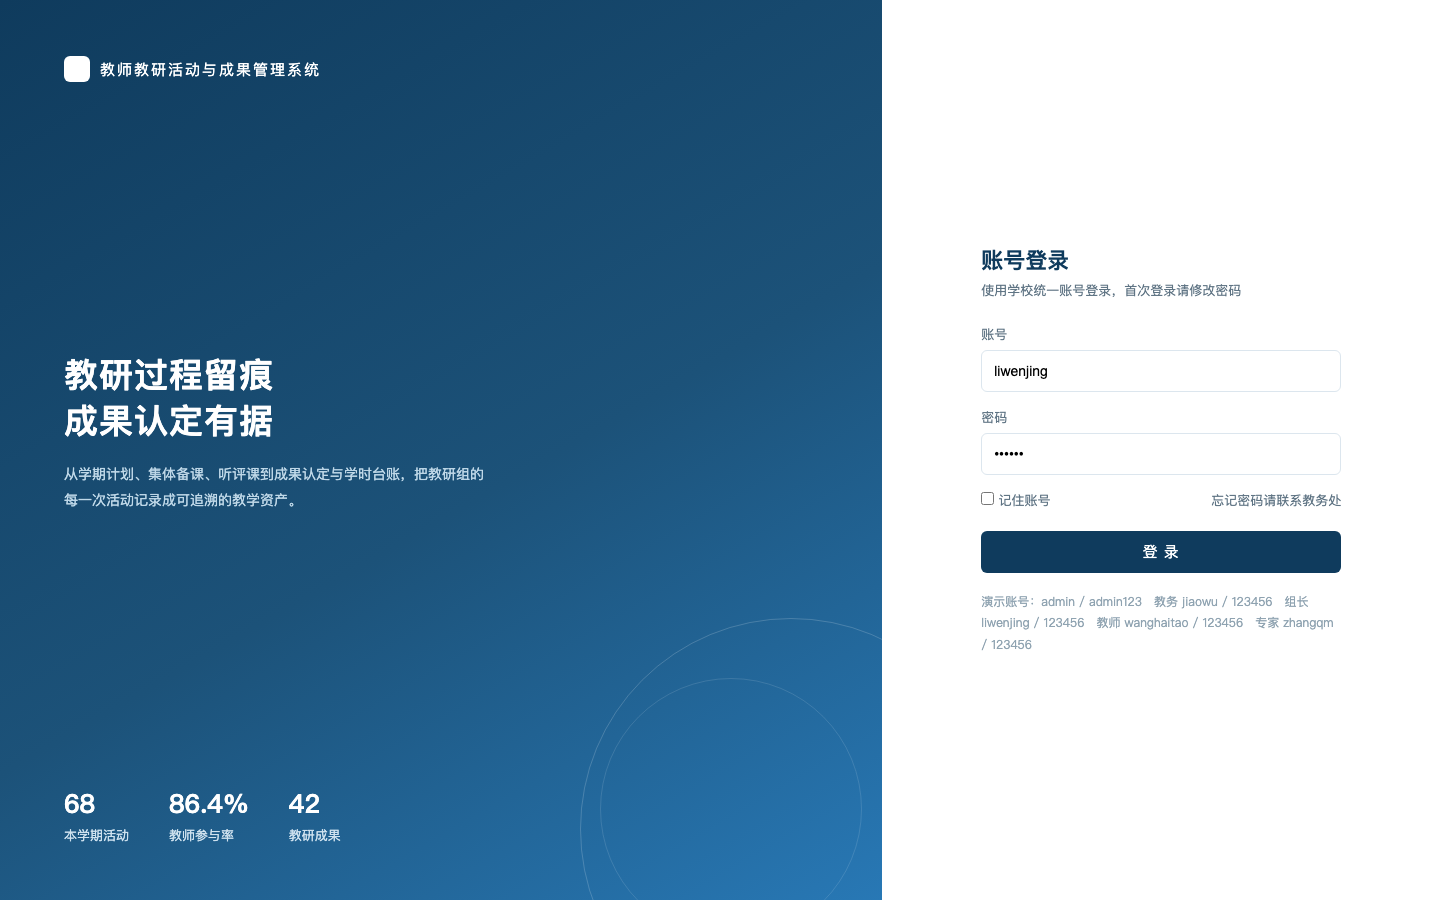 教师教研活动与成果管理系统
教研过程留痕
成果认定有据
从学期计划、集体备课、听评课到成果认定与学时台账，把教研组的
每一次活动记录成可追溯的教学资产。
68
本学期活动
86.4%
教师参与率
42
教研成果
账号登录
使用学校统一账号登录，首次登录请修改密码
账号
liwenjing
密码
••••••
记住账号
忘记密码请联系教务处
登 录
演示账号：admin / admin123　教务 jiaowu / 123456　组长
liwenjing / 123456　教师 wanghaitao / 123456　专家 zhangqm
/ 123456